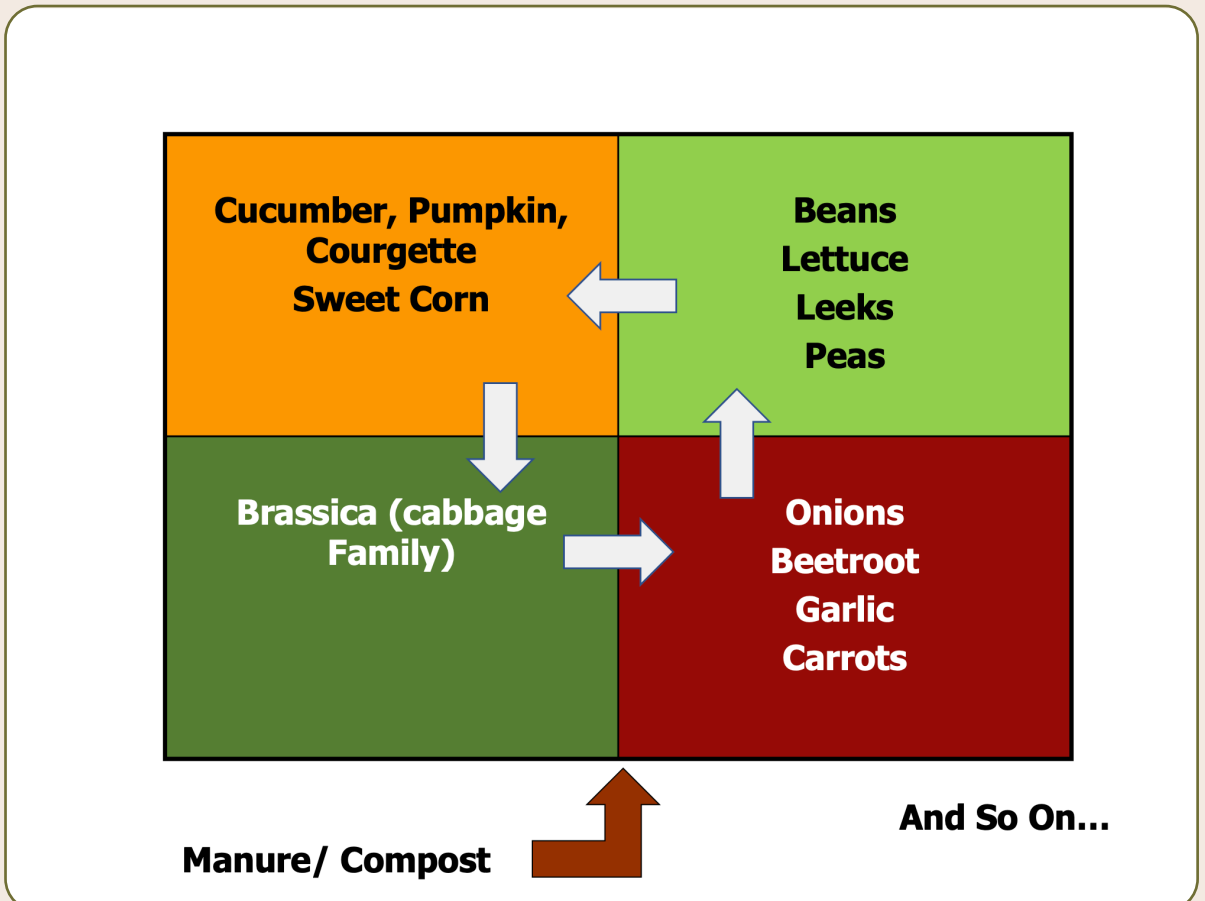 Cucumber, Pumpkin,
Courgette
Sweet Corn
Beans
Lettuce
Leeks
Peas
Brassica (cabbage
Family)
Onions
Beetroot
Garlic
Carrots
Manure/ Compost
And So On...